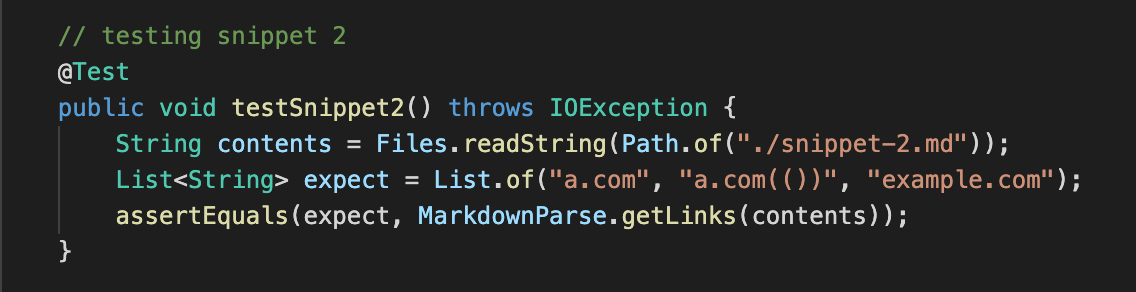 // testing snippet 2
@Test
public void testSnippet2() throws IOException {
    String contents = Files.readString(Path.of("./snippet-2.md"));
    List<String> expect = List.of("a.com", "a.com(())", "example.com");
    assertEquals(expect, MarkdownParse.getLinks(contents));
}